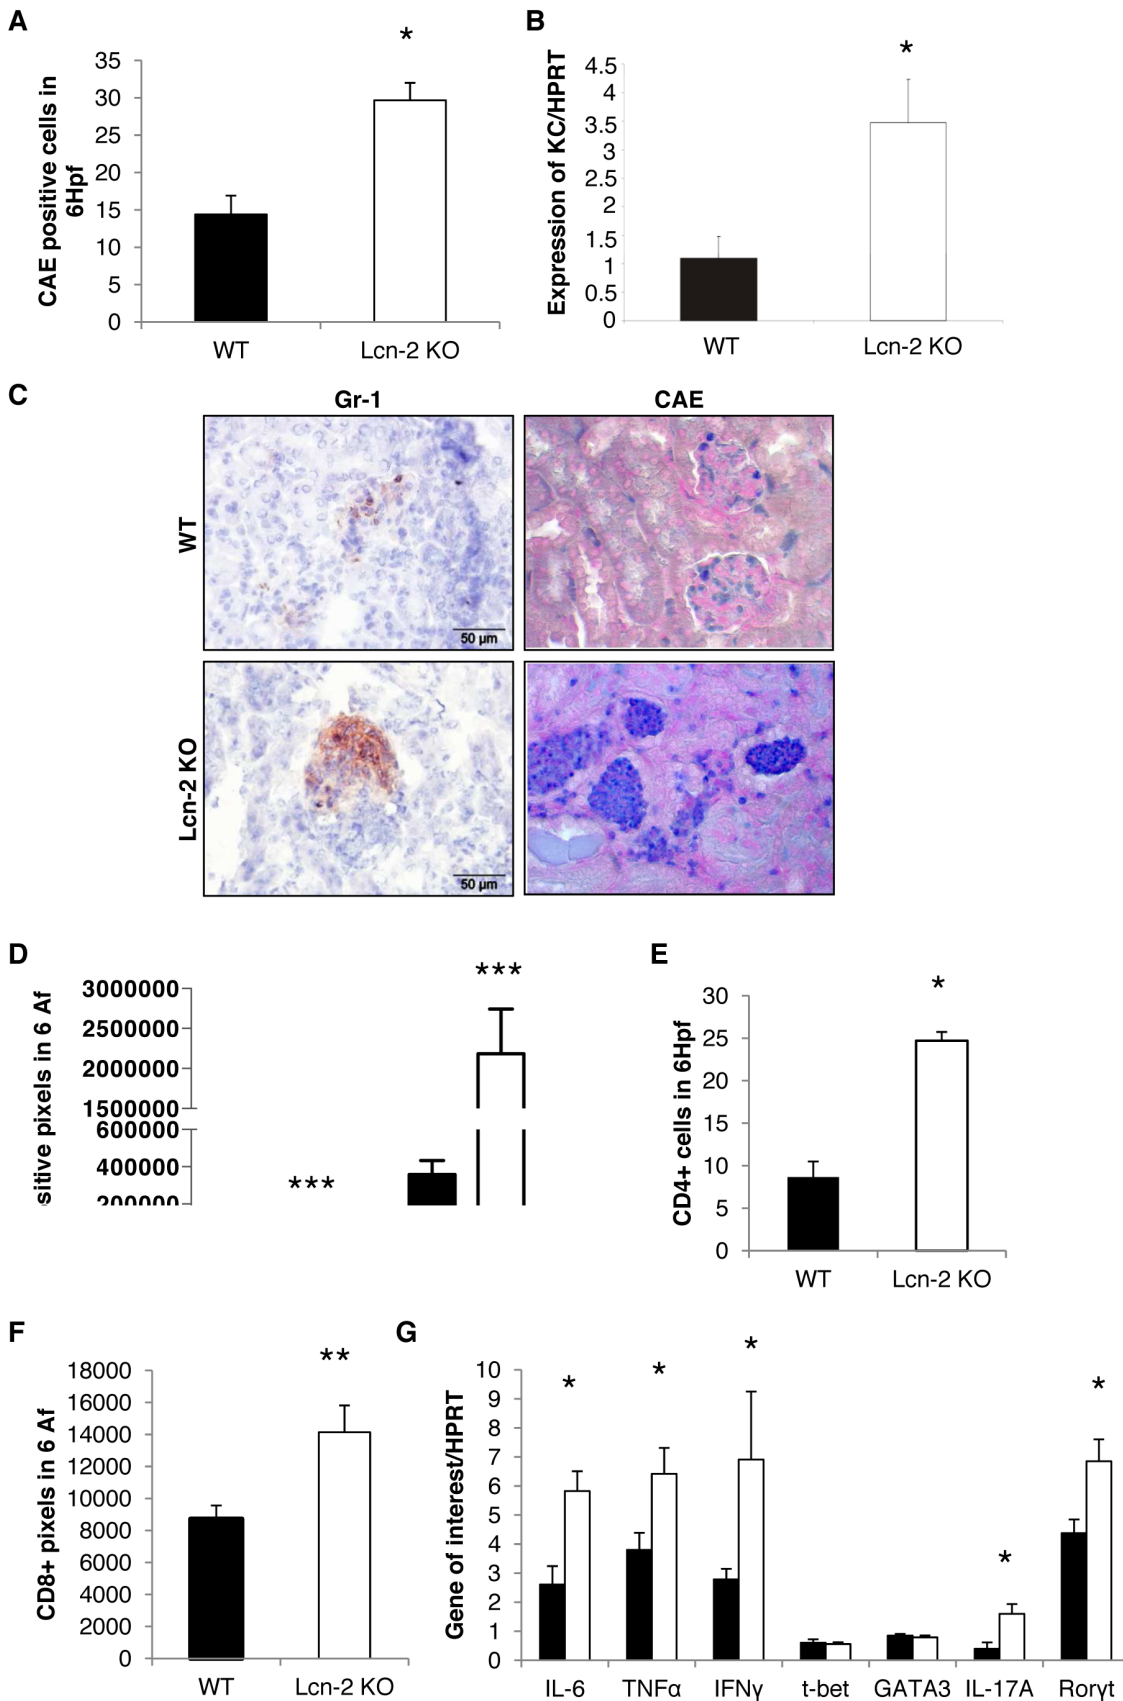 A
*
CAE positive cells in
6Hpf
35
30
25
20
15
10
5
0
WT
Lcn-2 KO
B
*
Expression of KC/HPRT
4.5
4
3.5
3
2.5
2
1.5
1
0.5
0
WT
Lcn-2 KO
C
Gr-1
CAE
WT
50 µm
Lcn-2 KO
50 µm
D
sitive pixels in 6 Af
3000000
2500000
2000000
1500000
600000
400000
200000
***
***
E
*
CD4+ cells in 6Hpf
30
25
20
15
10
5
0
WT
Lcn-2 KO
F
**
CD8+ pixels in 6 Af
18000
16000
14000
12000
10000
8000
6000
4000
2000
0
WT
Lcn-2 KO
G
Gene of interest/HPRT
10
9
8
7
6
5
4
3
2
1
0
*
*
*
*
*
IL-6
TNFα
IFNγ
t-bet
GATA3
IL-17A
Rorγt